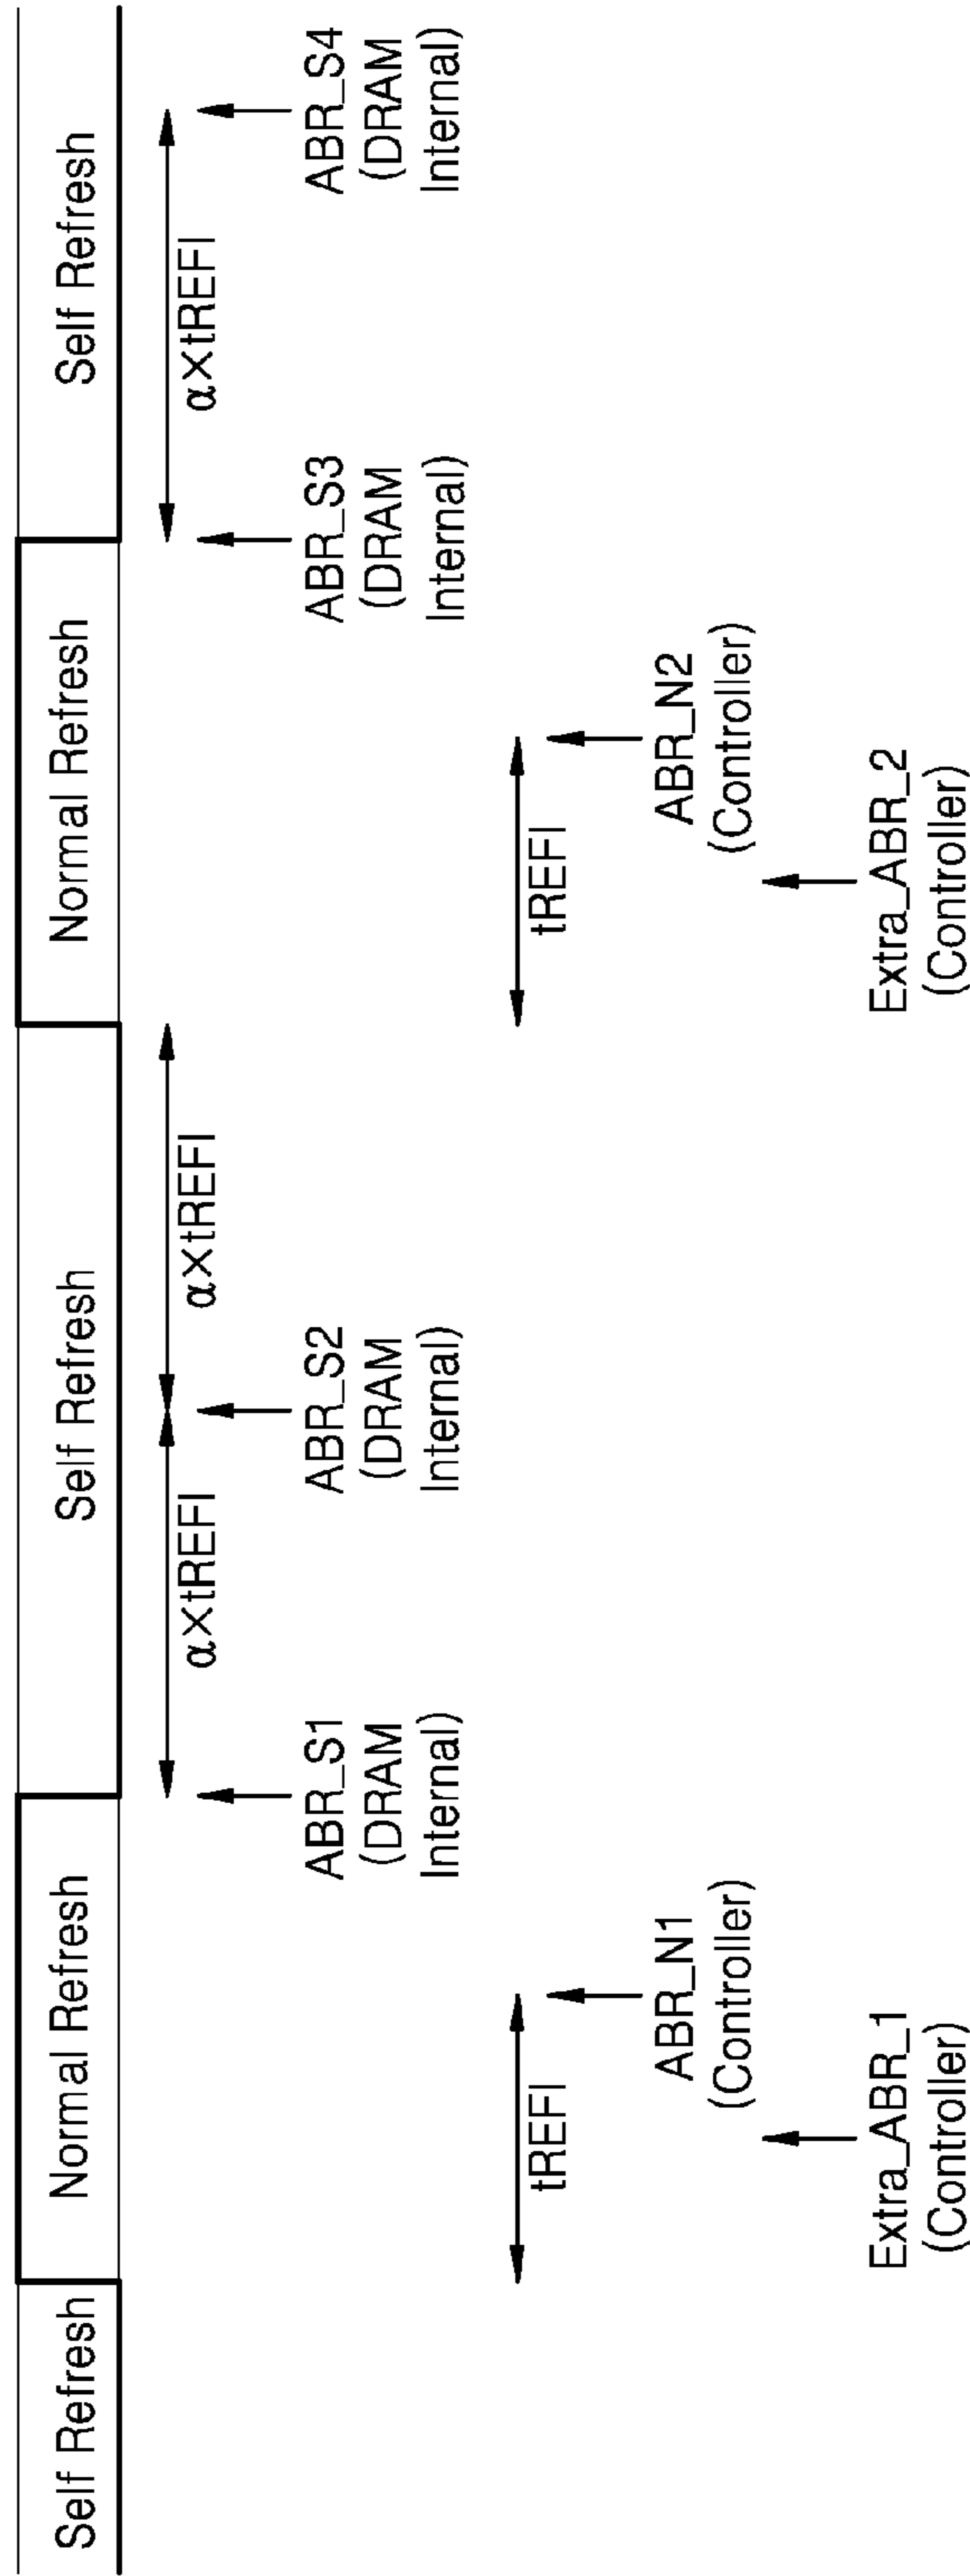 Self Refresh
Normal Refresh
Self Refresh
Normal Refresh
Self Refresh
α×tREFI
α×tREFI
α×tREFI
ABR_S1
(DRAM
Internal)
ABR_S2
(DRAM
Internal)
ABR_S3
(DRAM
Internal)
ABR_S4
(DRAM
Internal)
tREFI
tREFI
ABR_N1
(Controller)
ABR_N2
(Controller)
Extra_ABR_1
(Controller)
Extra_ABR_2
(Controller)